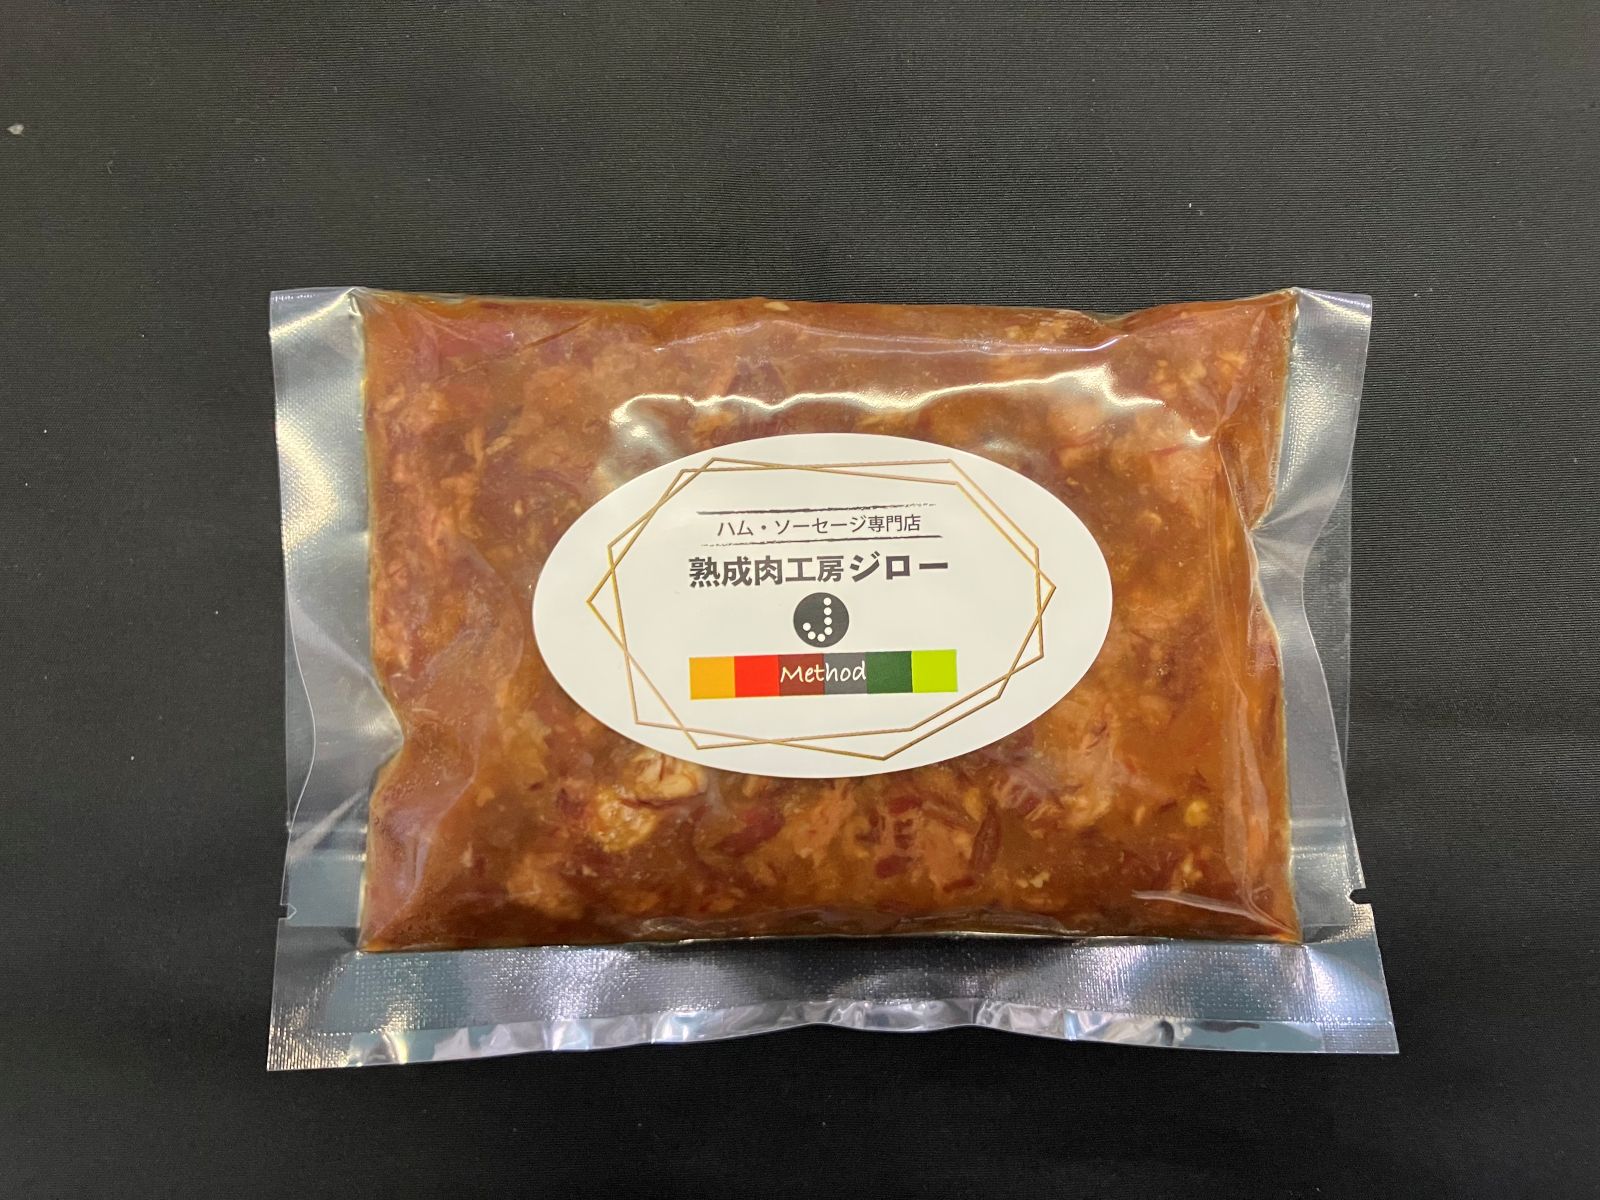 ハム・ソーセージ専門店
熟成肉工房ジロー
J
Method